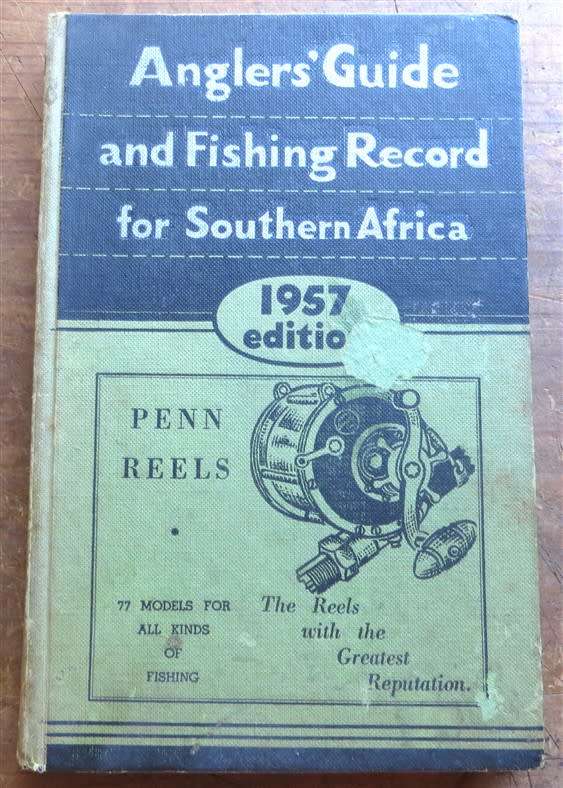 Anglers' Guide
and Fishing Record
for Southern Africa
1957
editio
PENN
REELS
•
77 MODELS FOR
ALL KINDS
OF
FISHING
The Reels
with the
Greatest
Reputation.